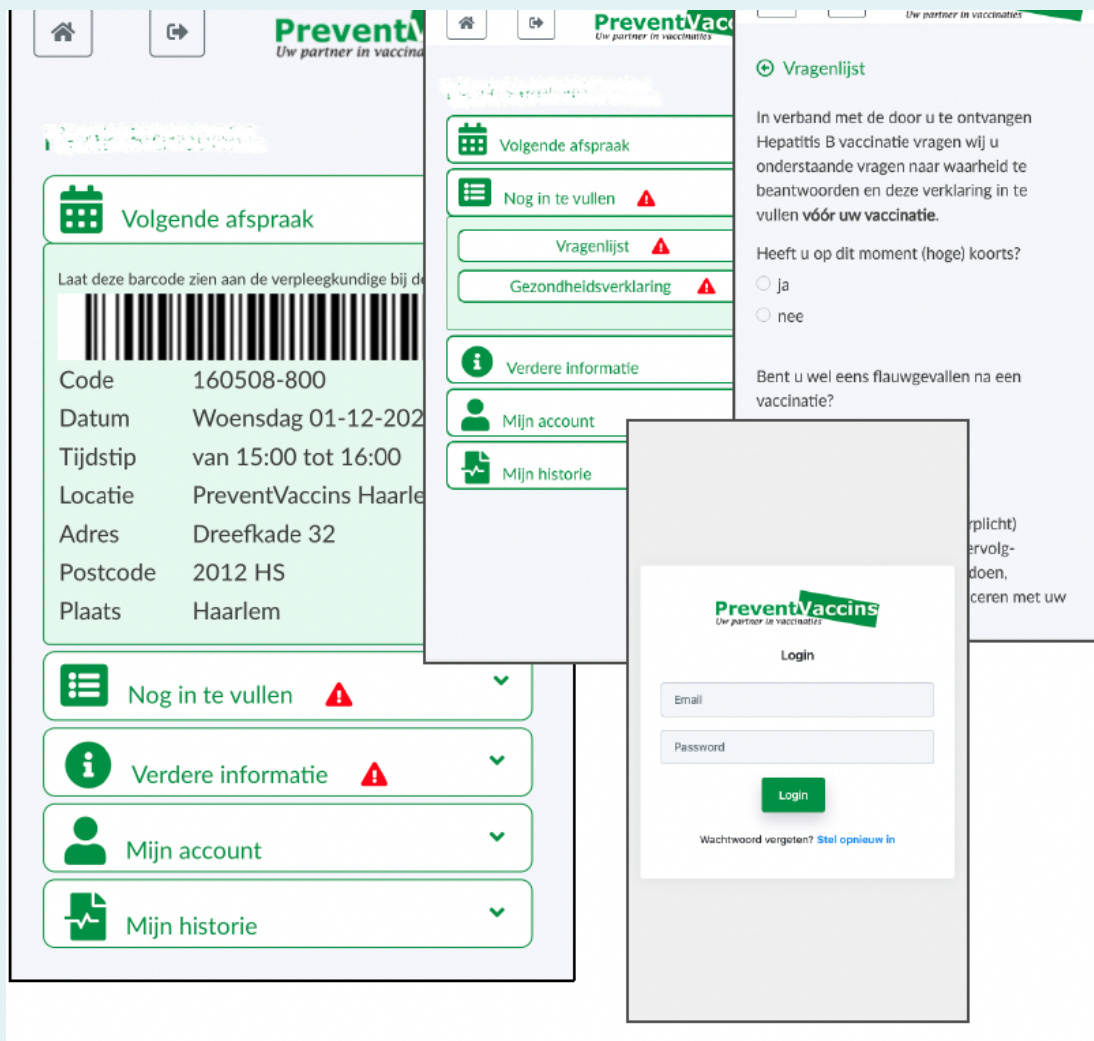 Prevent
Uw partner in vaccina
Volgende afspraak
Laat deze barcode zien aan de verpleegkundige bij de
Code 160508-800
Datum Woensdag 01-12-202
Tijdstip van 15:00 tot 16:00
Locatie PreventVaccins Haarle
Adres Dreefkade 32
Postcode 2012 HS
Plaats Haarlem
Nog in te vullen
Verdere informatie
Mijn account
Mijn historie
PreventVacc
Uw partner in vaccinaties
Volgende afspraak
Nog in te vullen
Vragenlijst
Gezondheidsverklaring
Verdere informatie
Mijn account
Mijn historie
Uw partner in vaccinaties
Vragenlijst
In verband met de door u te ontvangen
Hepatitis B vaccinatie vragen wij u
onderstaande vragen naar waarheid te
beantwoorden en deze verklaring in te
vullen vóór uw vaccinatie.
Heeft u op dit moment (hoge) koorts?
ja
nee
Bent u wel eens flauwgevallen na een
vaccinatie?
rplicht)
ervolg-
doen,
ceren met uw
PreventVaccins
Uw partner in vaccinaties
Login
Email
Password
Login
Wachtwoord vergeten? Stel opnieuw in